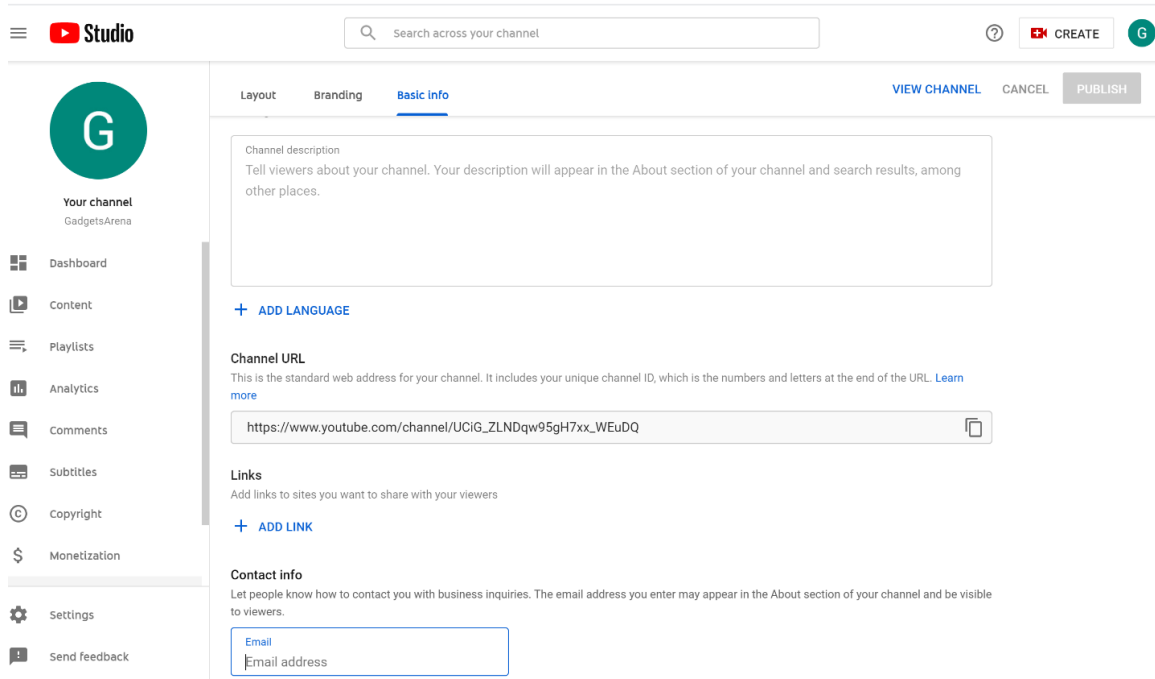 Studio
Search across your channel
CREATE
G
G
Your channel
GadgetsArena
Dashboard
Content
Playlists
Analytics
Comments
Subtitles
Copyright
Monetization
Settings
Send feedback
Layout
Branding
Basic info
VIEW CHANNEL
CANCEL
PUBLISH
Channel description
Tell viewers about your channel. Your description will appear in the About section of your channel and search results, among
other places.
+ ADD LANGUAGE
Channel URL
This is the standard web address for your channel. It includes your unique channel ID, which is the numbers and letters at the end of the URL. Learn
more
https://www.youtube.com/channel/UCiG_ZLNDqw95gH7xx_WEuDQ
Links
Add links to sites you want to share with your viewers
+ ADD LINK
Contact info
Let people know how to contact you with business inquiries. The email address you enter may appear in the About section of your channel and be visible
to viewers.
Email
Email address